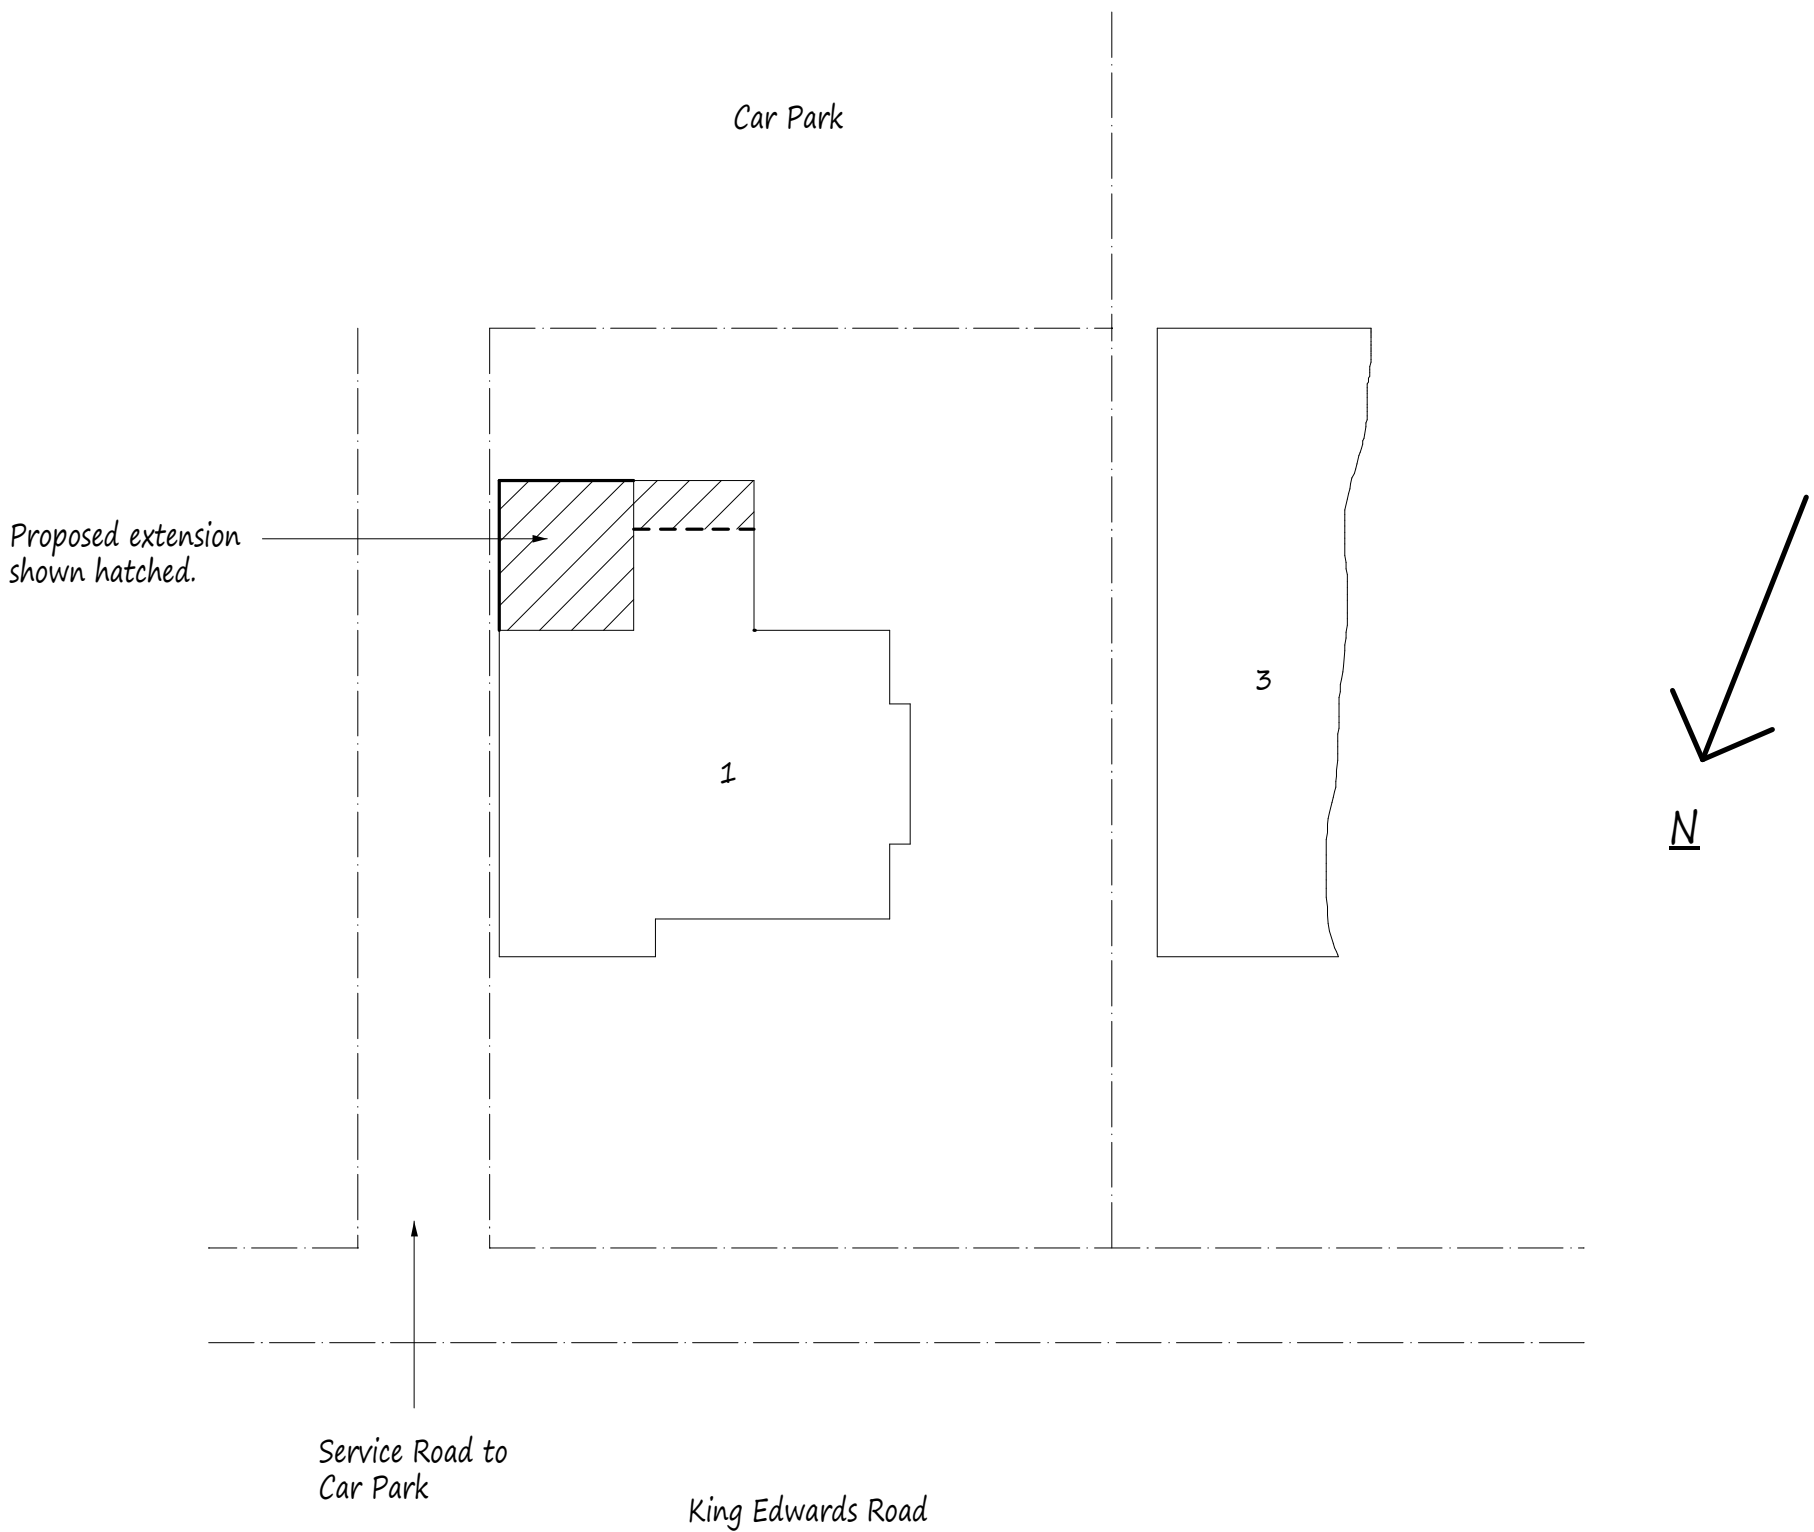 Car Park
Proposed extension
shown hatched.
3
1
N
Service Road to
Car Park
King Edwards Road